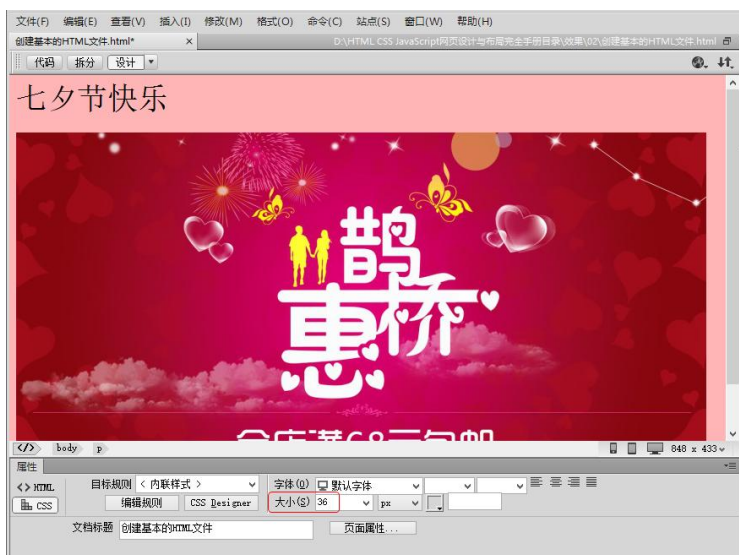 文件(F) 编辑(E) 查看(V) 插入(I) 修改(M) 格式(O) 命令(C) 站点(S) 窗口(W) 帮助(H)
创建基本的HTML文件.html* × D:\HTML CSS JavaScript网页设计与布局完全手册目录\效果\02\创建基本的HTML文件.html
代码 拆分 设计
七夕节快乐
鹊
惠桥
</> body p 848 x 433
属性
<> HTML 目标规则 < 内联样式 > 字体(O) 默认字体
CSS 编辑规则 CSS Designer 大小(S) 36 px
文档标题 创建基本的HTML文件 页面属性...